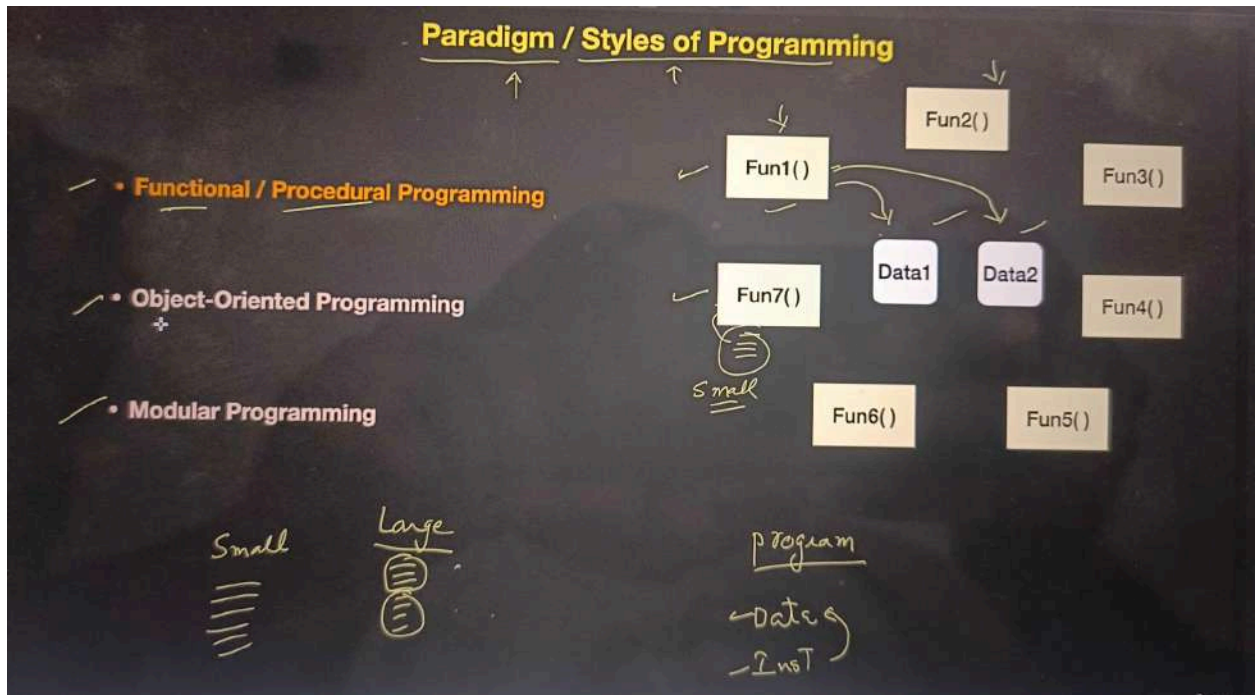 Paradigm / Styles of Programming
• Functional / Procedural Programming
• Object-Oriented Programming
• Modular Programming
Fun1()
Fun2()
Fun3()
Data1
Data2
Fun7()
Fun4()
Small
Fun6()
Fun5()
Small
Large
program
Data
InsT